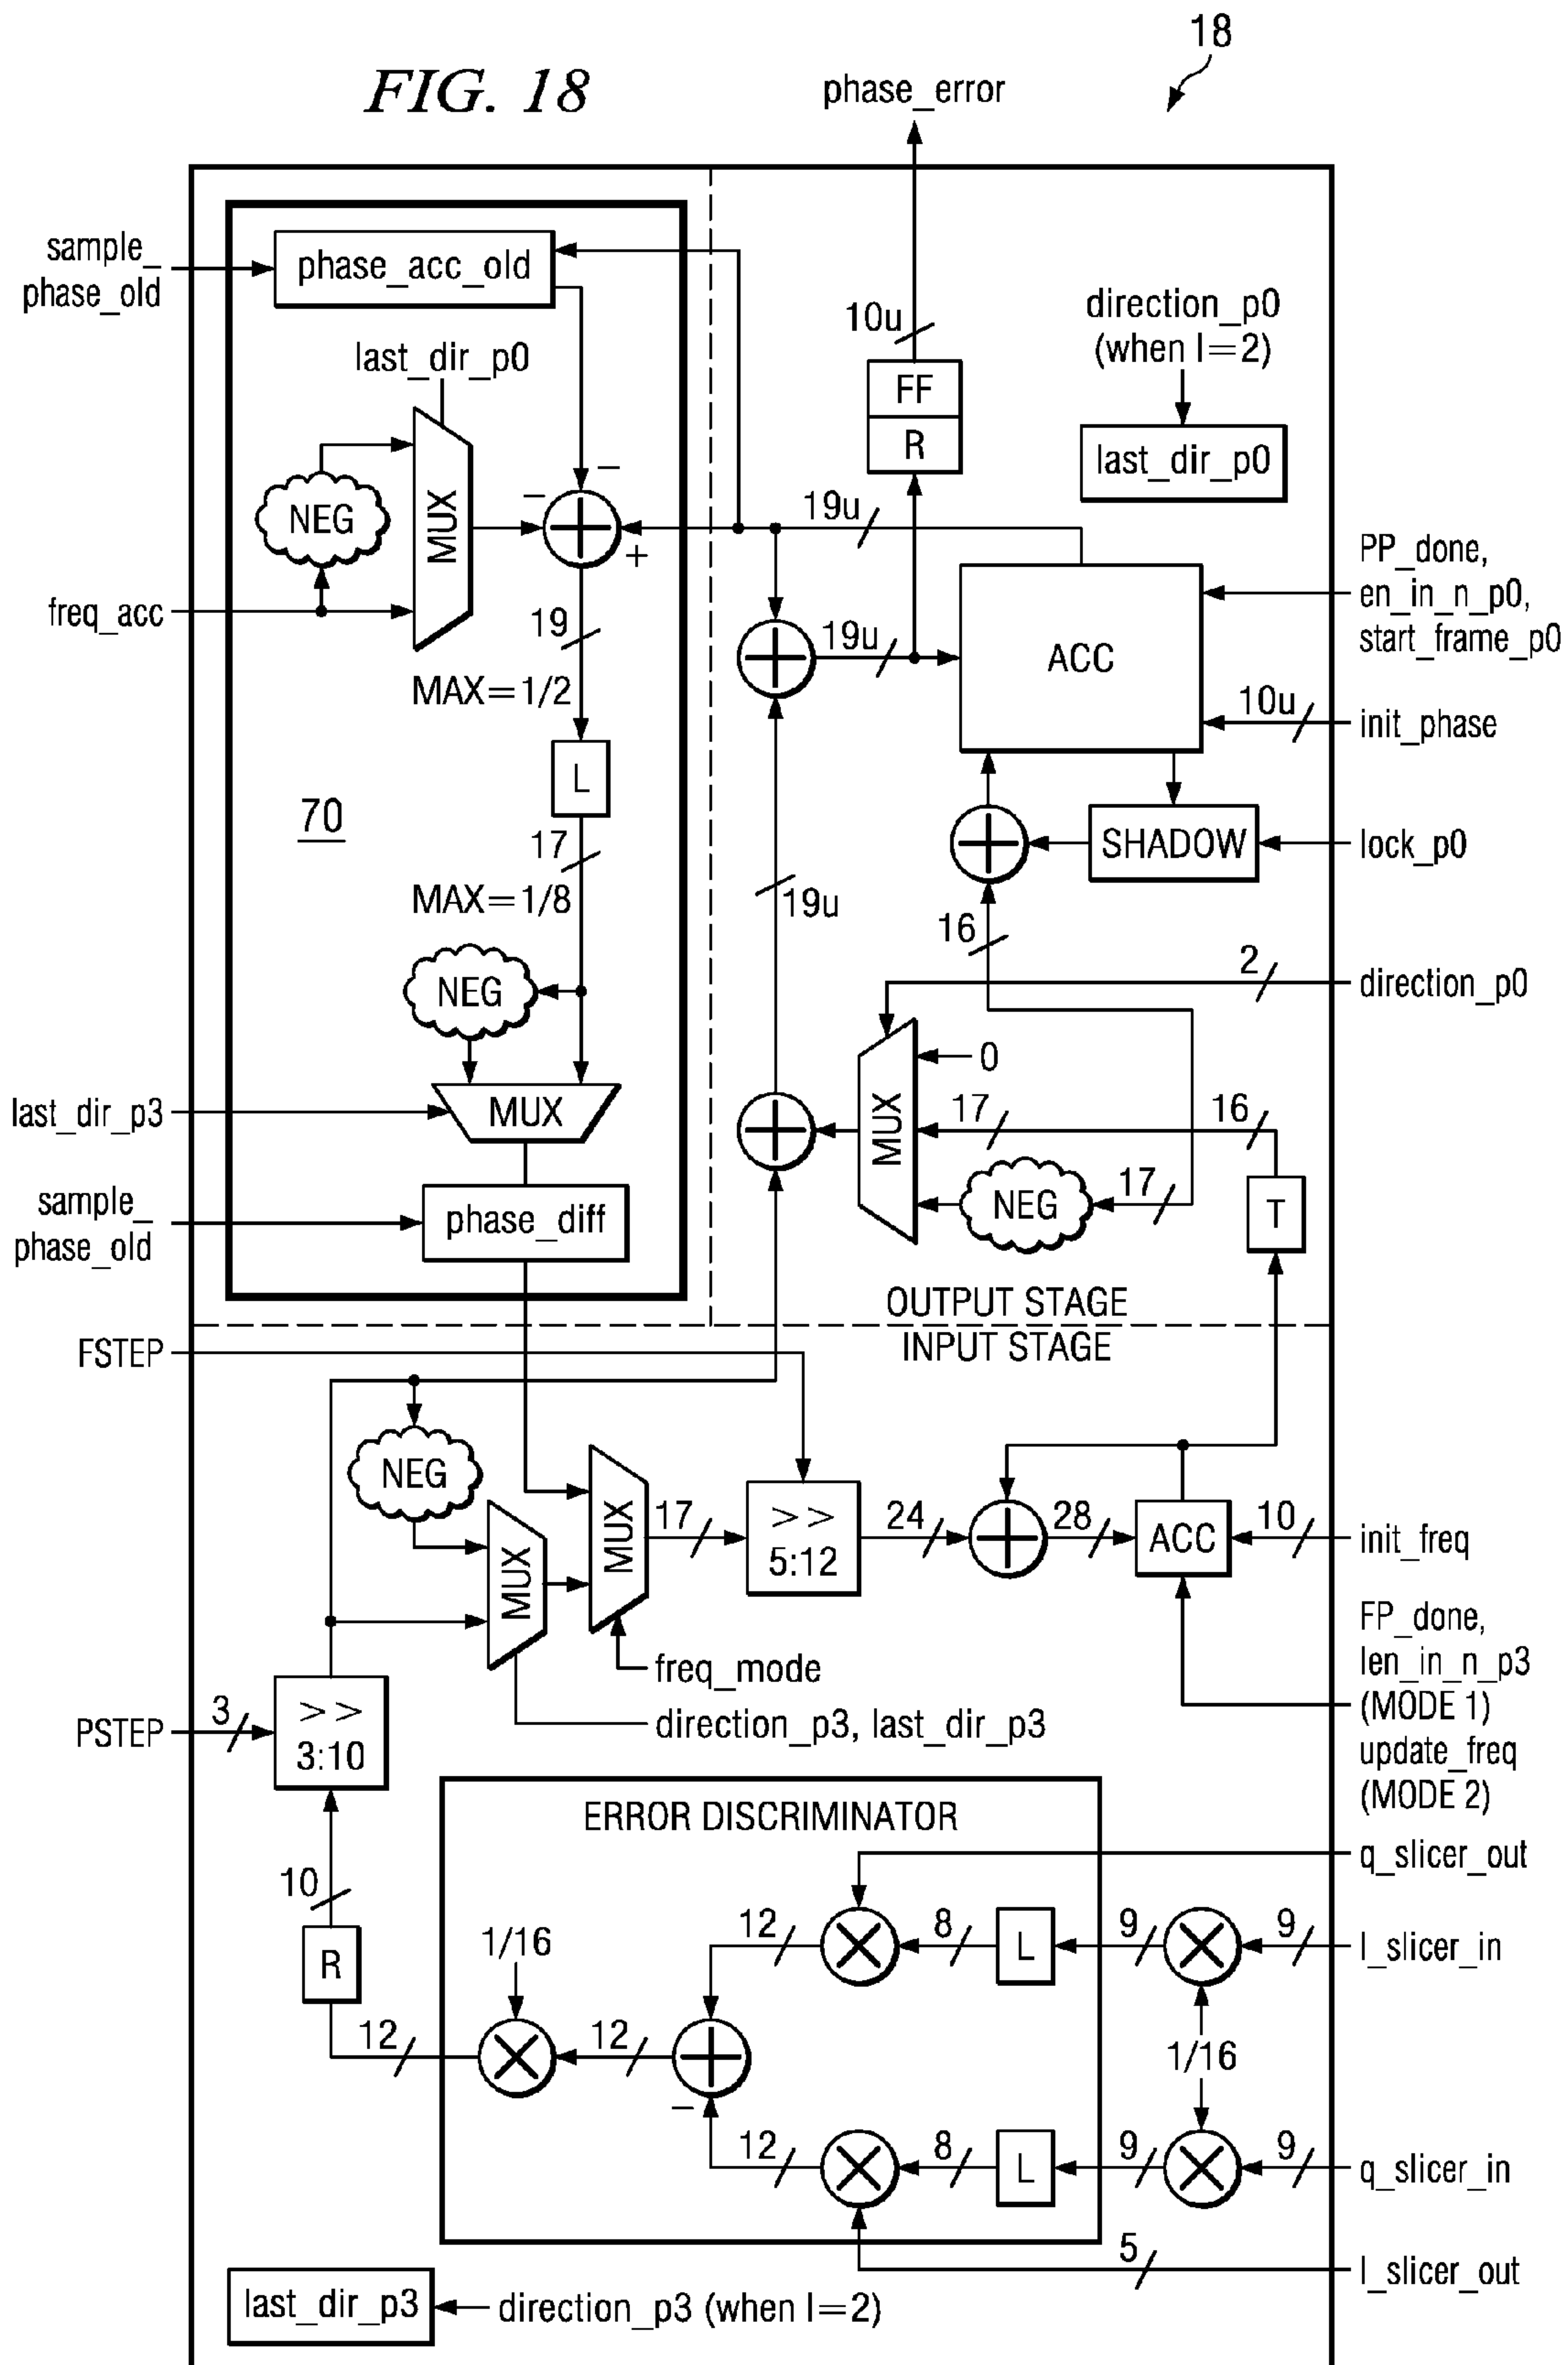 18
FIG. 18
phase_error
sample_
phase_old
phase_acc_old
10u
direction_p0
(when I=2)
last_dir_p0
FF
R
last_dir_p0
NEG
MUX
−
−
+
19u
PP_done,
en_in_n_p0,
start_frame_p0
freq_acc
19
19u
ACC
MAX=1/2
10u
init_phase
L
70
17
SHADOW
lock_p0
MAX=1/8
19u
16
NEG
2
direction_p0
0
last_dir_p3
MUX
MUX
17
16
sample_
phase_old
phase_diff
NEG
17
T
OUTPUT STAGE
FSTEP
INPUT STAGE
NEG
MUX
MUX
17
>>
5:12
24
28
ACC
10
init_freq
freq_mode
FP_done,
len_in_n_p3
(MODE 1)
update_freq
(MODE 2)
PSTEP
3
>>
3:10
direction_p3, last_dir_p3
ERROR DISCRIMINATOR
q_slicer_out
10
R
1/16
12
8
L
9
9
I_slicer_in
12
12
1/16
−
12
8
L
9
9
q_slicer_in
5
I_slicer_out
last_dir_p3
direction_p3 (when I=2)